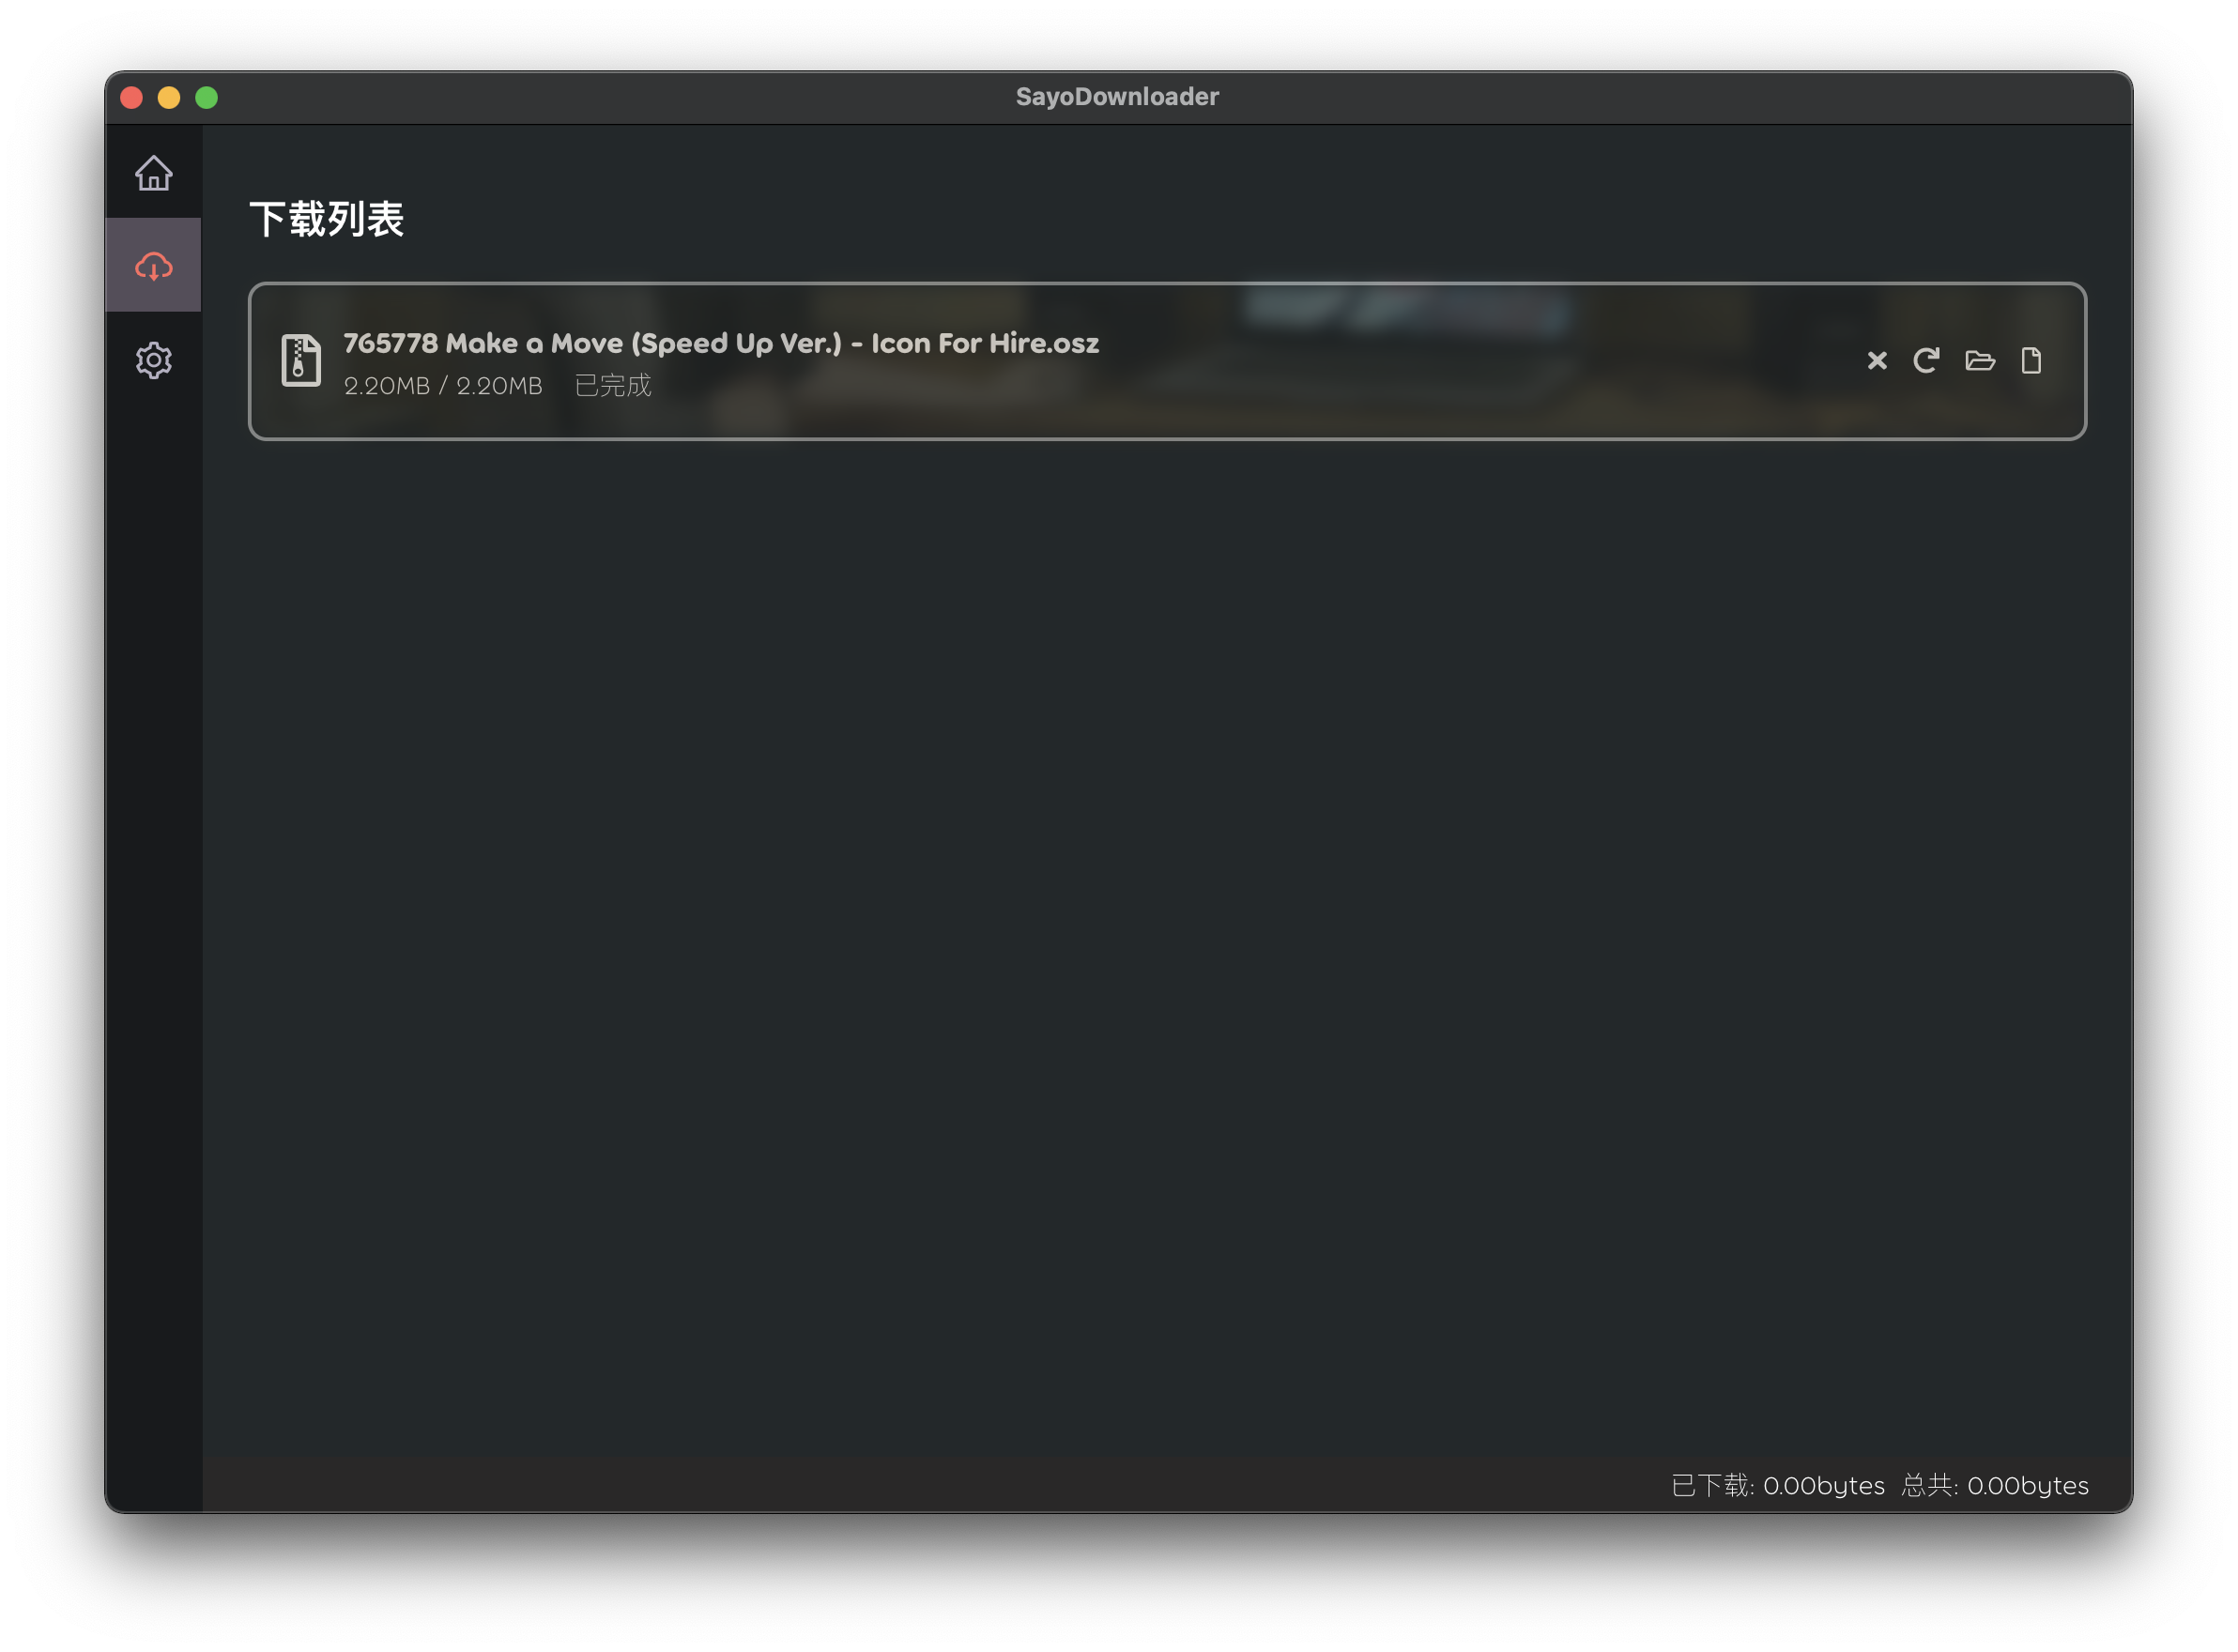 SayoDownloader
下载列表
765778 Make a Move (Speed Up Ver.) - Icon For Hire.osz
2.20MB / 2.20MB 已完成
已下载: 0.00bytes 总共: 0.00bytes